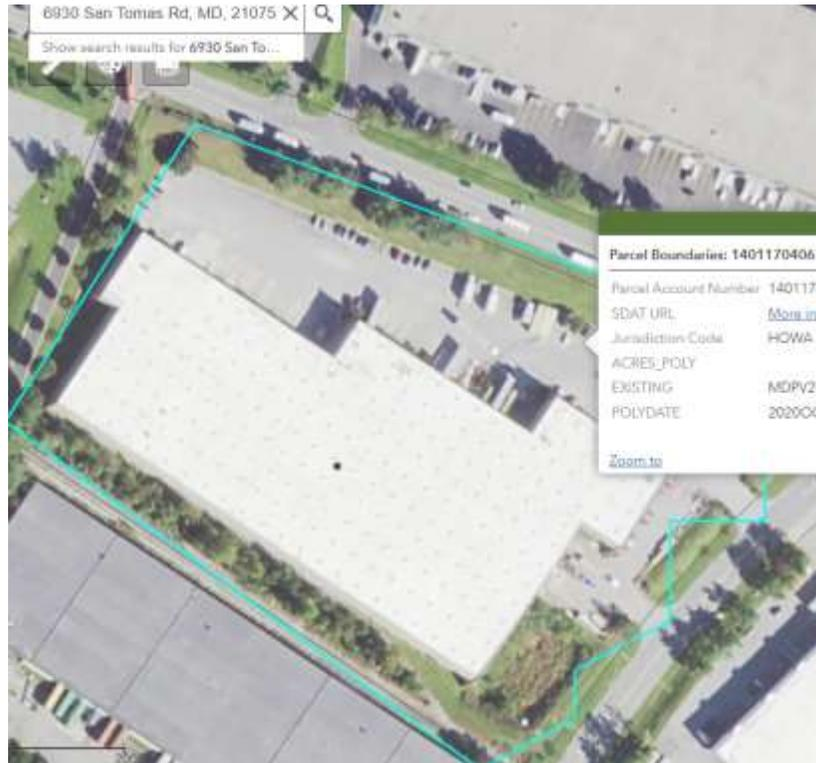 6930 San Tomas Rd, MD, 21075
Show search results for 6930 San To...
Parcel Boundaries: 1401170406
Parcel Account Number 140117
SDAT URL More in
Jurisdiction Code HOWA
ACRES_POLY
EXISTING MDPV2
POLYDATE 2020
Zoom to